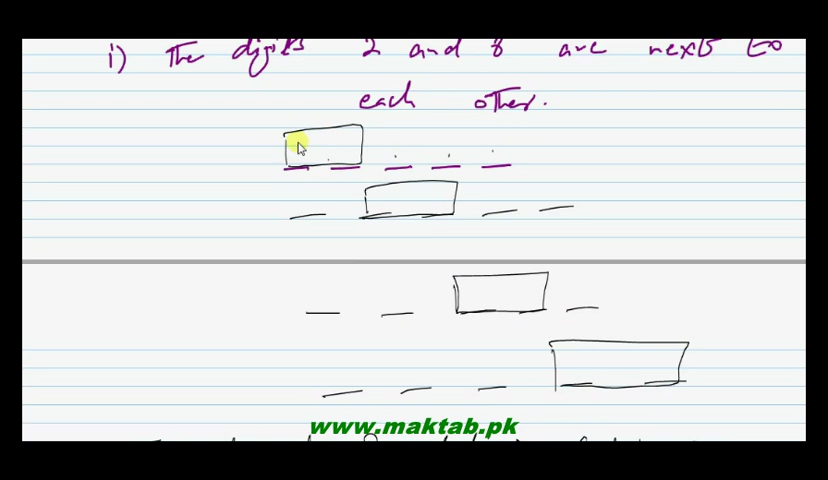 i) The digits 2 and 8 are next to
each other.
www.maktab.pk